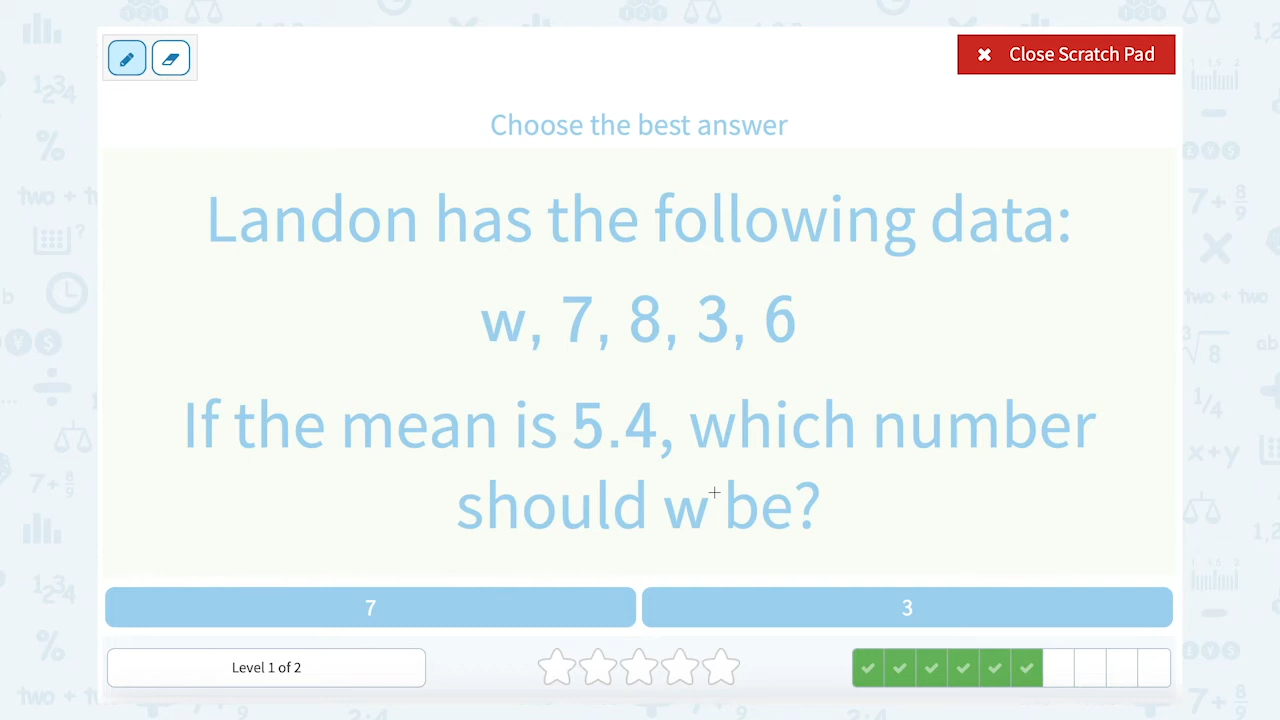 Close Scratch Pad
Choose the best answer
Landon has the following data:
w, 7, 8, 3, 6
If the mean is 5.4, which number
should w be?
7
3
Level 1 of 2